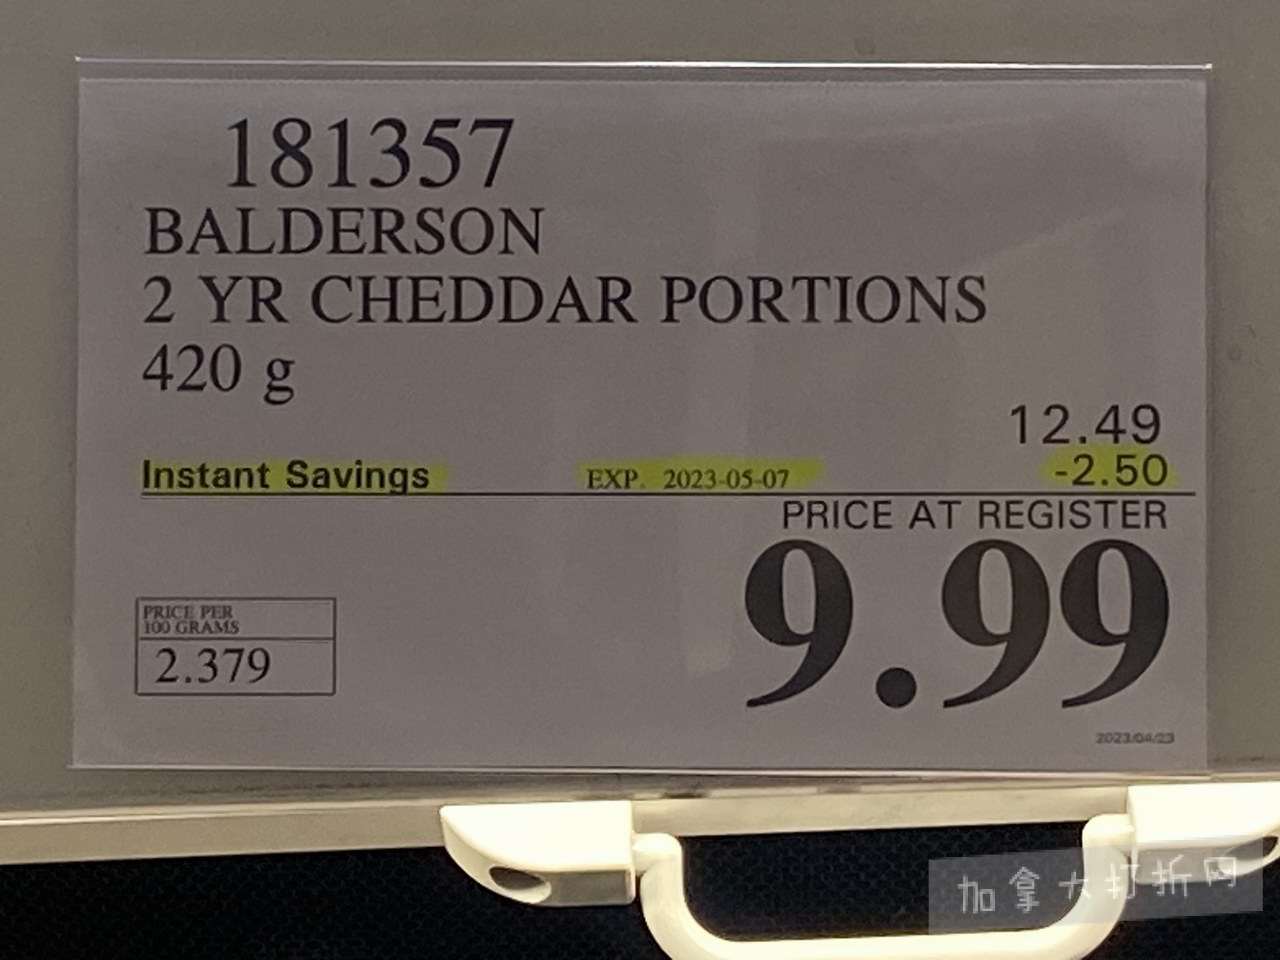 181357
BALDERSON
2 YR CHEDDAR PORTIONS
420 g
12.49
Instant Savings EXP. 2023-05-07 -2.50
PRICE AT REGISTER
9.99
PRICE PER
100 GRAMS
2.379
2023/04/23
加拿大打折网